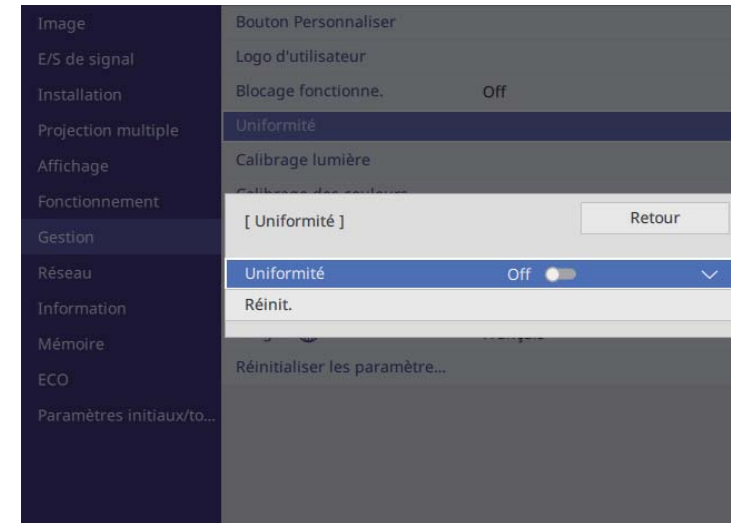 Image
E/S de signal
Installation
Projection multiple
Affichage
Fonctionnement
Gestion
Réseau
Information
Mémoire
ECO
Paramètres initiaux/to...
Bouton Personnaliser
Logo d'utilisateur
Blocage fonctionne. Off
Uniformité
Calibrage lumière
[ Uniformité ] Retour
Uniformité Off
Réinit.
Réinitialiser les paramètre...